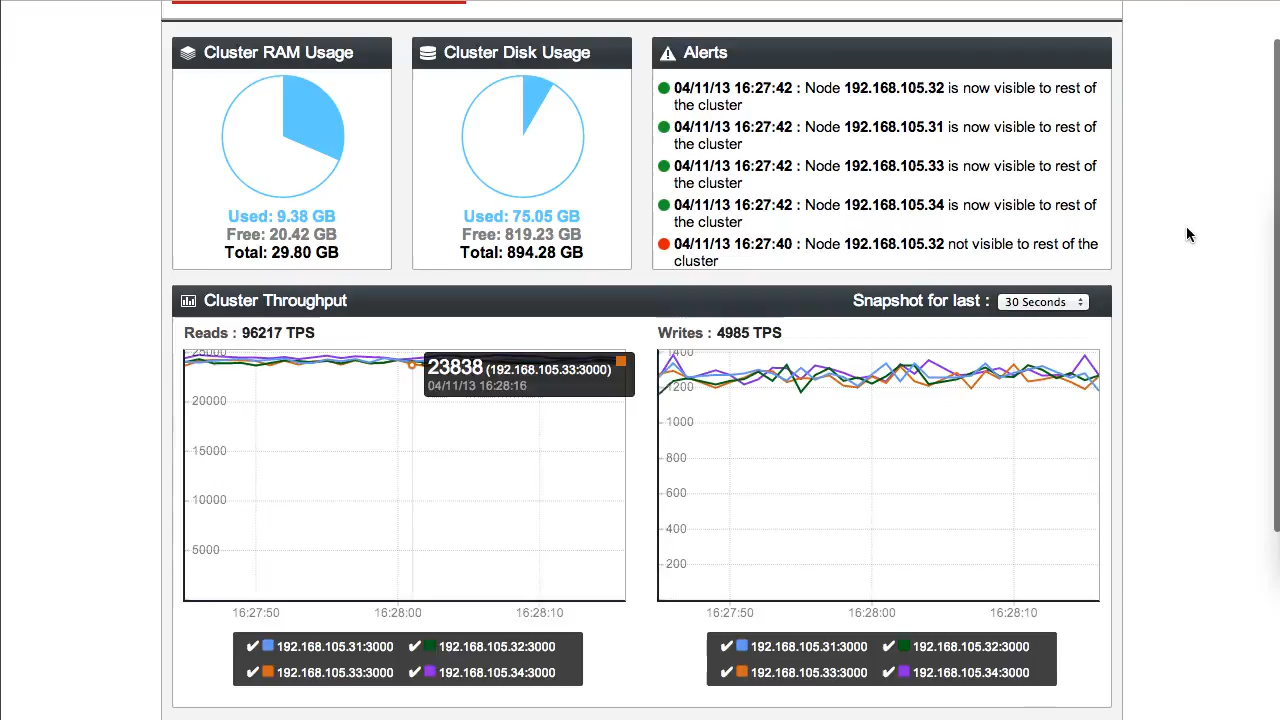 Cluster RAM Usage
Used: 9.38 GB
Free: 20.42 GB
Total: 29.80 GB
Cluster Disk Usage
Used: 75.05 GB
Free: 819.23 GB
Total: 894.28 GB
Alerts
04/11/13 16:27:42 : Node 192.168.105.32 is now visible to rest of
the cluster
04/11/13 16:27:42 : Node 192.168.105.31 is now visible to rest of
the cluster
04/11/13 16:27:42 : Node 192.168.105.33 is now visible to rest of
the cluster
04/11/13 16:27:42 : Node 192.168.105.34 is now visible to rest of
the cluster
04/11/13 16:27:40 : Node 192.168.105.32 not visible to rest of the
cluster
Cluster Throughput
Snapshot for last : 30 Seconds
Reads : 96217 TPS
25000
20000
15000
10000
5000
23838 (192.168.105.33:3000)
04/11/13 16:28:16
16:27:50 16:28:00 16:28:10
192.168.105.31:3000 192.168.105.32:3000
192.168.105.33:3000 192.168.105.34:3000
Writes : 4985 TPS
1400
1200
1000
800
600
400
200
16:27:50 16:28:00 16:28:10
192.168.105.31:3000 192.168.105.32:3000
192.168.105.33:3000 192.168.105.34:3000